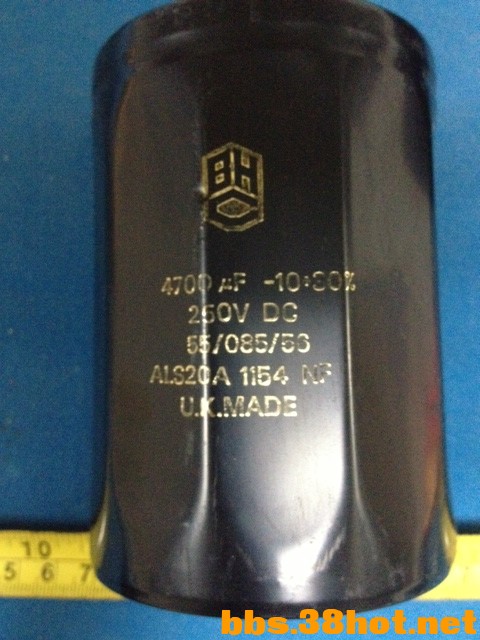 BH
4700 µF -10+30%
250V DC
55/085/56
ALS20A 1154 NF
U.K.MADE
10
5 6 7
bbs.38hot.net